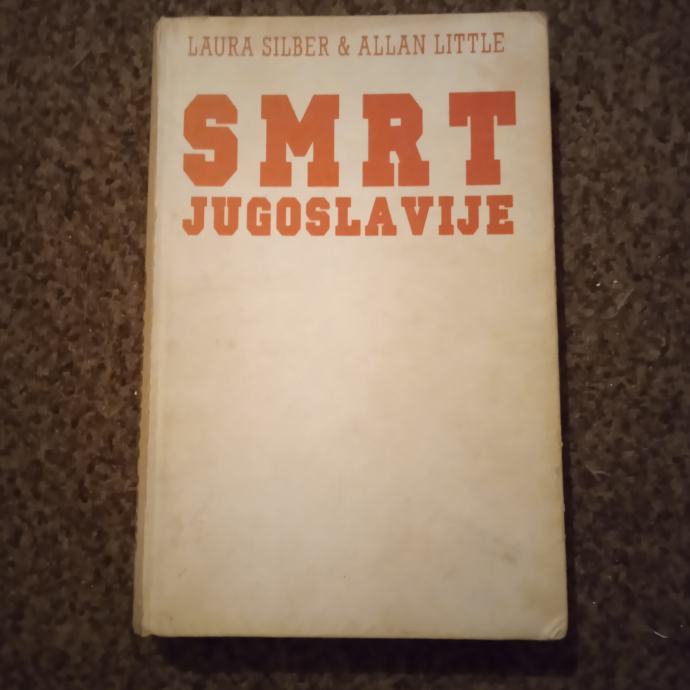 LAURA SILBER & ALLAN LITTLE
SMRT
JUGOSLAVIJE